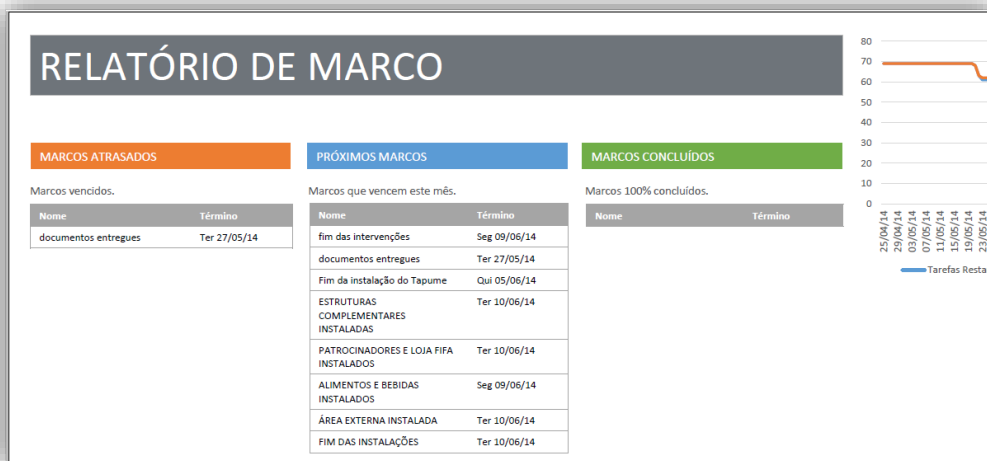 RELATÓRIO DE MARCO
MARCOS ATRASADOS
Marcos vencidos.
Nome Término
documentos entregues Ter 27/05/14
PRÓXIMOS MARCOS
Marcos que vencem este mês.
Nome Término
fim das intervenções Seg 09/06/14
documentos entregues Ter 27/05/14
Fim da instalação do Tapume Qui 05/06/14
ESTRUTURAS Ter 10/06/14
COMPLEMENTARES
INSTALADAS
PATROCINADORES E LOJA FIFA Ter 10/06/14
INSTALADOS
ALIMENTOS E BEBIDAS Seg 09/06/14
INSTALADOS
ÁREA EXTERNA INSTALADA Ter 10/06/14
FIM DAS INSTALAÇÕES Ter 10/06/14
MARCOS CONCLUÍDOS
Marcos 100% concluídos.
Nome Término
80
70
60
50
40
30
20
10
0
25/04/14
29/04/14
03/05/14
07/05/14
11/05/14
15/05/14
19/05/14
23/05/14
Tarefas Resta